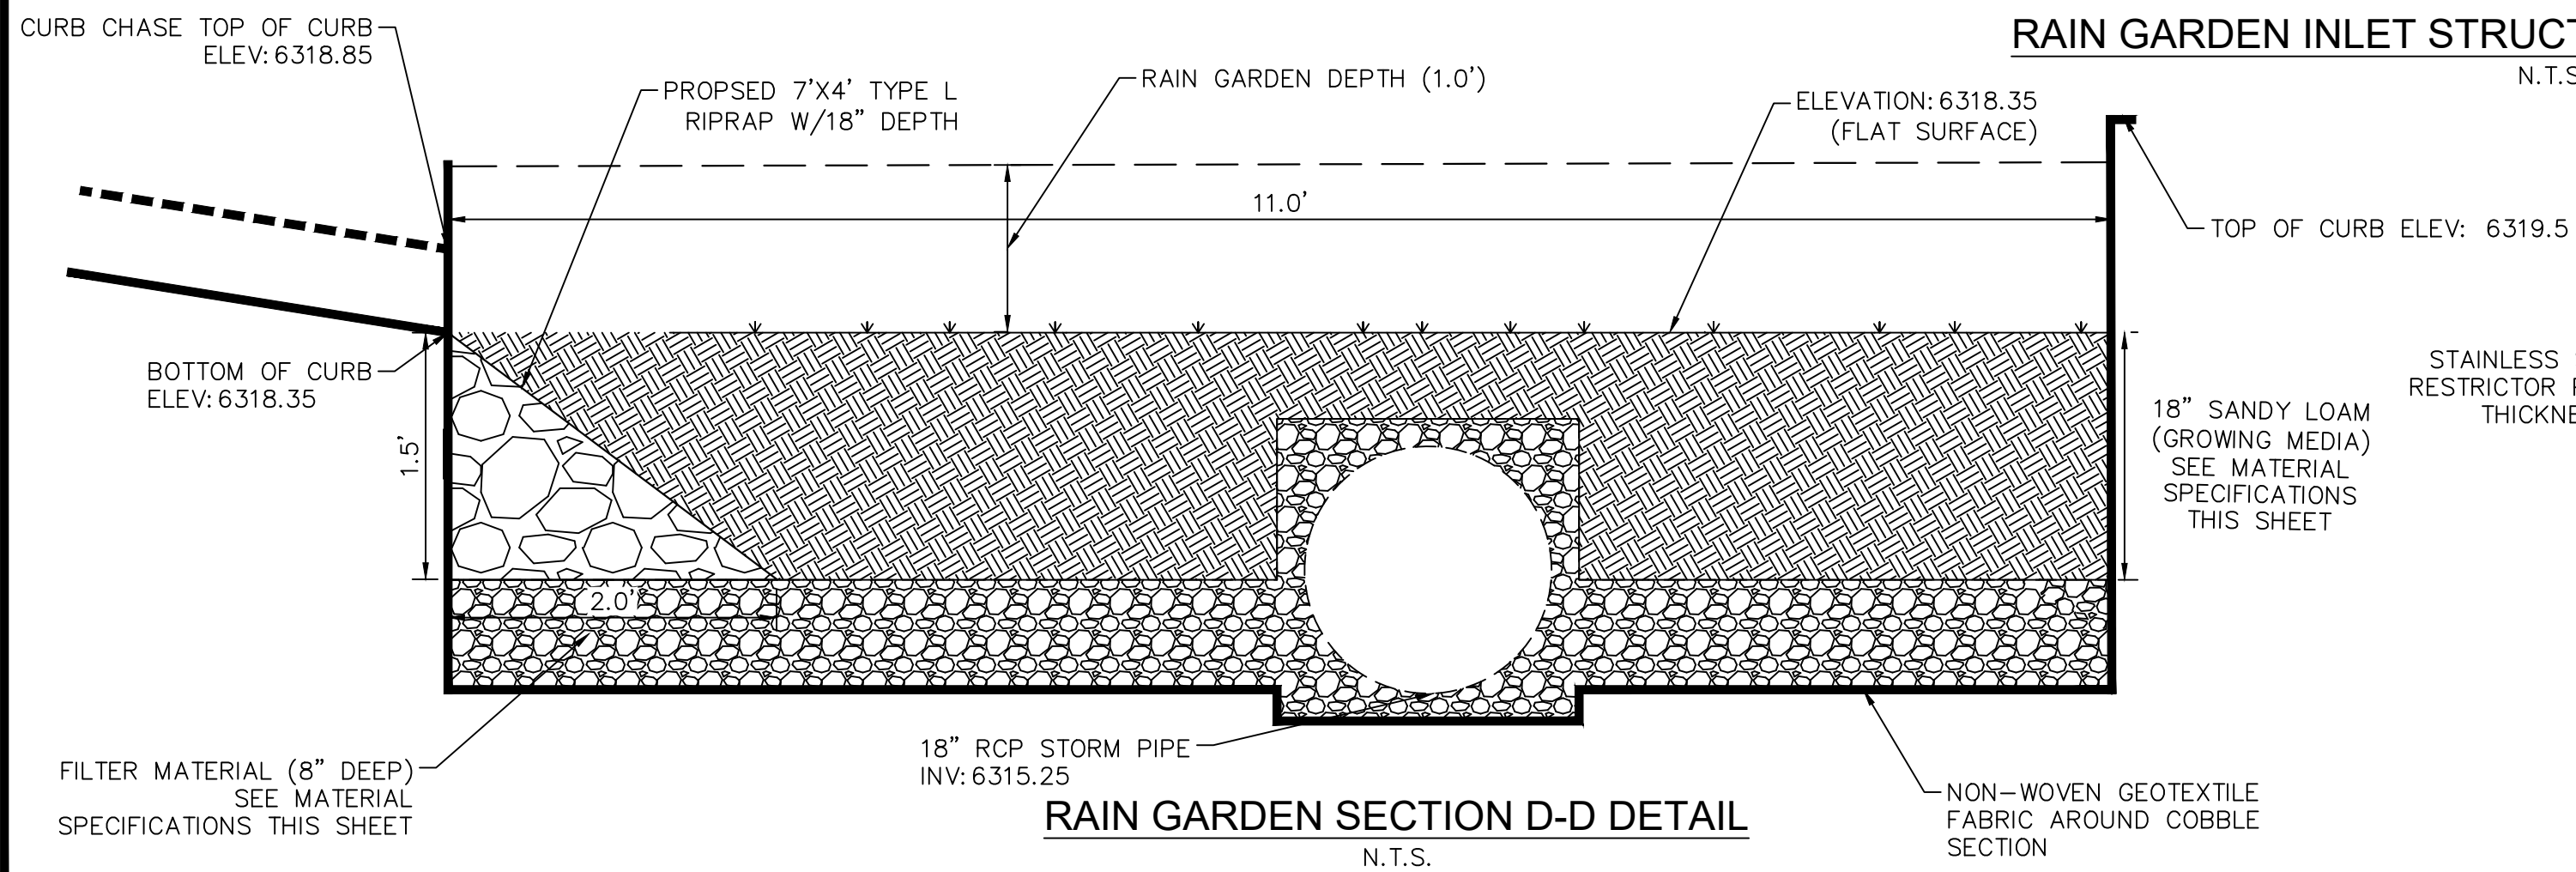 CURB CHASE TOP OF CURB
ELEV: 6318.85
PROPSED 7'X4' TYPE L
RIPRAP W/18" DEPTH
RAIN GARDEN DEPTH (1.0')
ELEVATION: 6318.35
(FLAT SURFACE)
RAIN GARDEN INLET STRUCT
N.T.S
11.0'
TOP OF CURB ELEV: 6319.5
BOTTOM OF CURB
ELEV: 6318.35
1.5'
2.0'
18" SANDY LOAM
(GROWING MEDIA)
SEE MATERIAL
SPECIFICATIONS
THIS SHEET
STAINLESS
RESTRICTOR
THICKNE
FILTER MATERIAL (8" DEEP)
SEE MATERIAL
SPECIFICATIONS THIS SHEET
18" RCP STORM PIPE
INV: 6315.25
NON-WOVEN GEOTEXTILE
FABRIC AROUND COBBLE
SECTION
RAIN GARDEN SECTION D-D DETAIL
N.T.S.